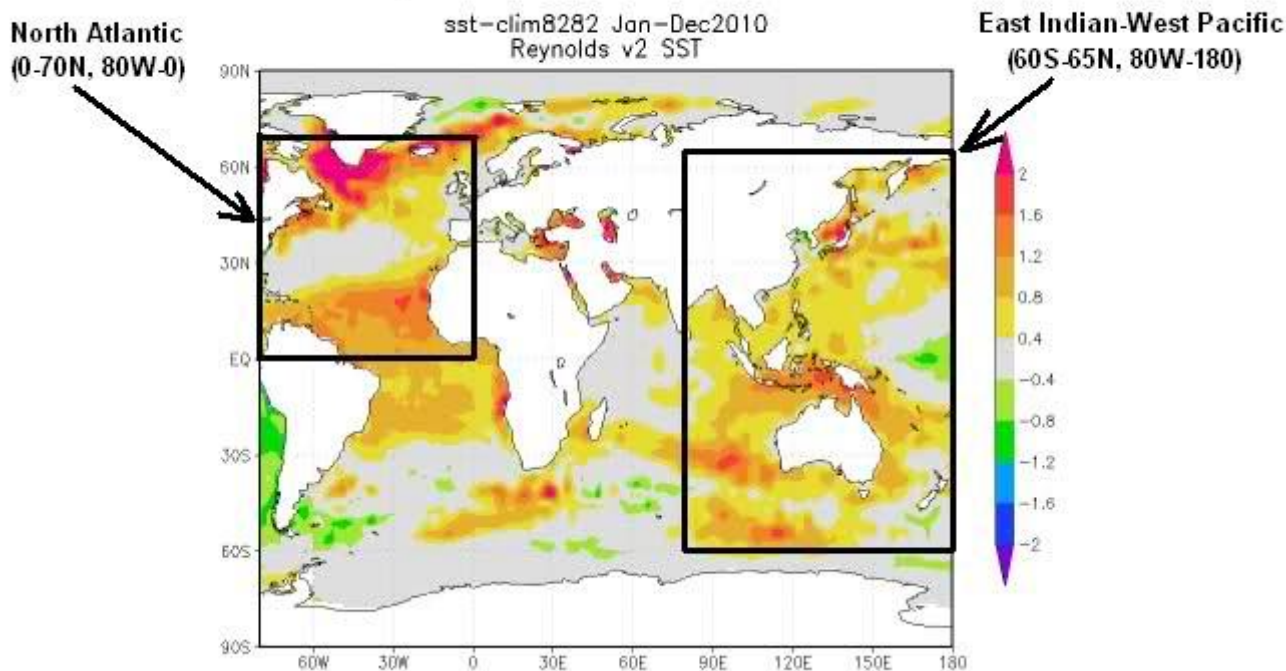 North Atlantic
(0-70N, 80W-0)
sst-clim8282 Jan-Dec2010
Reynolds v2 SST
East Indian-West Pacific
(60S-65N, 80W-180)
90N
60N
30N
EQ
30S
60S
90S
60W
30W
0
30E
60E
90E
120E
150E
180
2
1.6
1.2
0.8
0.4
-0.4
-0.8
-1.2
-1.6
-2